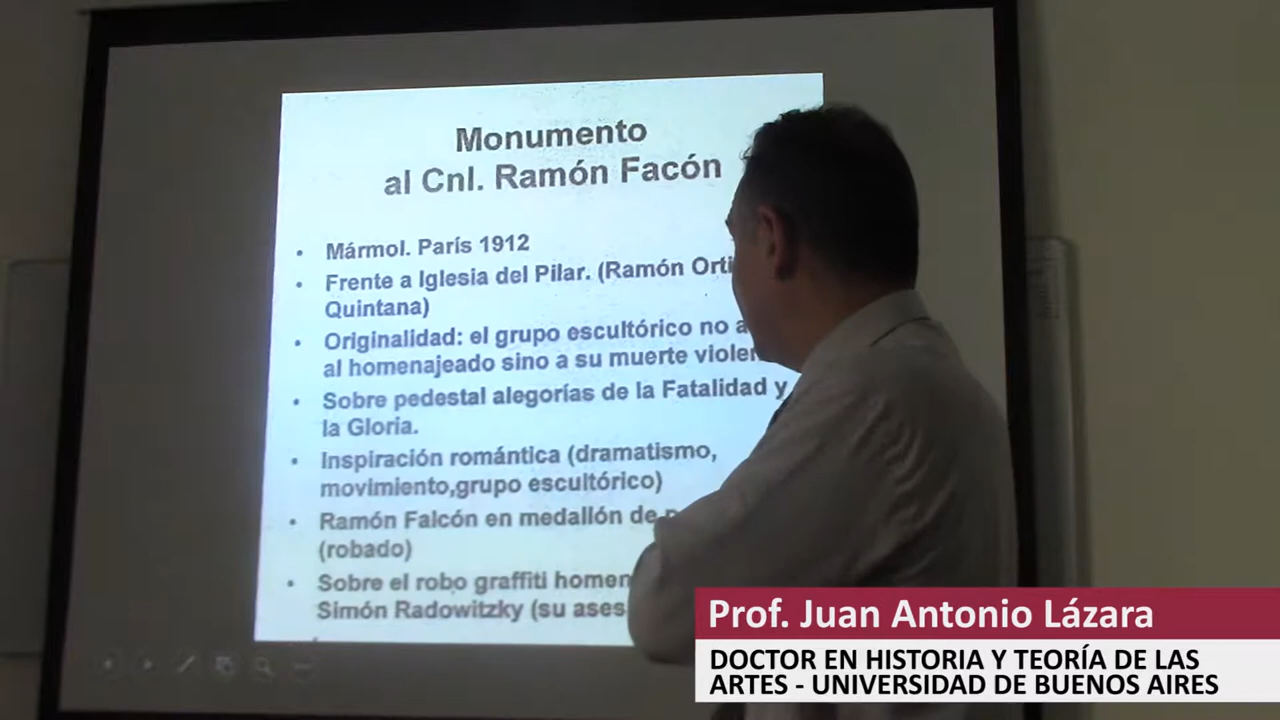 Monumento
al Cnl. Ramón Facón
• Mármol. París 1912
• Frente a Iglesia del Pilar. (Ramón
Quintana)
• Originalidad: el grupo escultórico no
al homenajeado sino a su muerte
• Sobre pedestal alegorías de la Fatalidad y
la Gloria.
• Inspiración romántica (dramatismo,
movimiento,grupo escultórico)
• Ramón Falcón en medallón de
(robado)
• Sobre el robo graffiti
Simón Radowitzky (su
Prof. Juan Antonio Lázara
DOCTOR EN HISTORIA Y TEORÍA DE LAS
ARTES - UNIVERSIDAD DE BUENOS AIRES